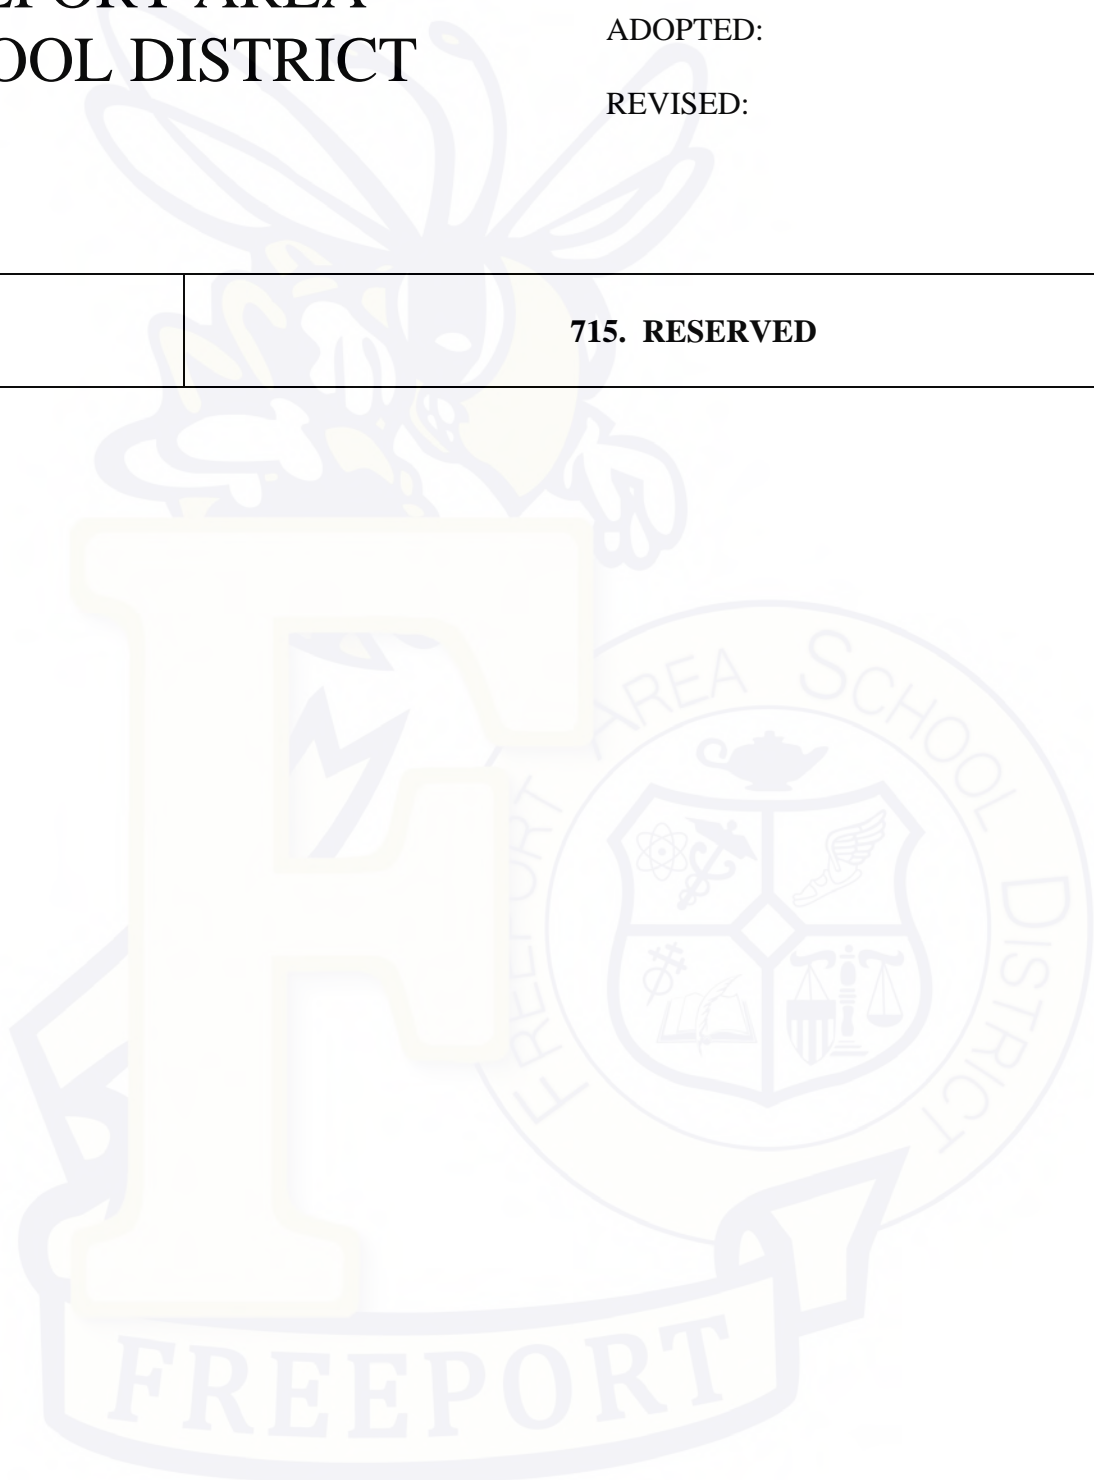 EPORT AREA
OOL DISTRICT
ADOPTED:
REVISED:
715. RESERVED
FREEPORT AREA SCHOOL DISTRICT
FREEPORT